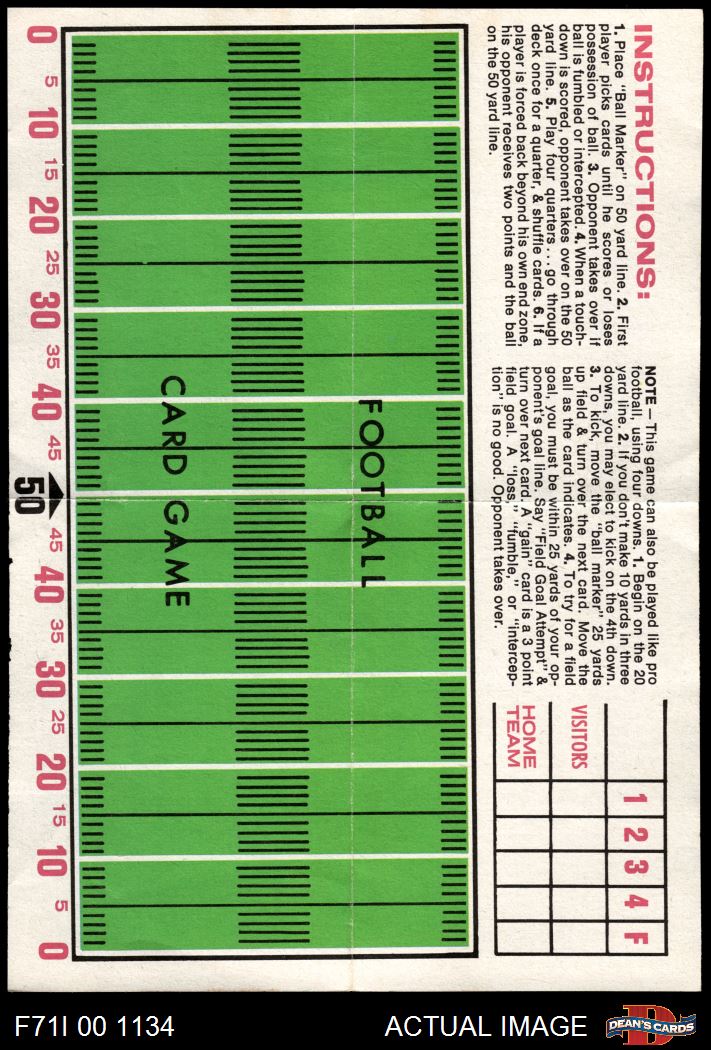 INSTRUCTIONS:
1. Place "Ball Marker" on 50 yard line. 2. First
player picks cards until he scores or loses
possession of ball. 3. Opponent takes over if
ball is fumbled or intercepted. 4. When a touch-
down is scored, opponent takes over on the 50
yard line. 5. Play four quarters... go through
deck once for a quarter, & shuffle cards. 6. If a
player is forced back beyond his own end zone,
his opponent receives two points and the ball
on the 50 yard line.
NOTE — This game can also be played like pro
football, using four downs. 1. Begin on the 20
yard line. 2. If you don't make 10 yards in three
downs, you may elect to kick on the 4th down.
3. To kick, move the "ball marker" 25 yards
up field & turn over the next card. Move the
ball as the card indicates. 4. To try for a field
goal, you must be within 25 yards of your op-
ponent's goal line. Say "Field Goal Attempt" &
turn over next card. A "gain" card is a 3 point
field goal. A "loss," "fumble," or "intercep-
tion" is no good. Opponent takes over.
1 2 3 4 F
VISITORS
HOME
TEAM
FOOTBALL
CARD GAME
0 5 10 15 20 25 30 35 40 45 50 45 40 35 30 25 20 15 10 5 0
F71I 00 1134
ACTUAL IMAGE
D
DEAN'S CARDS